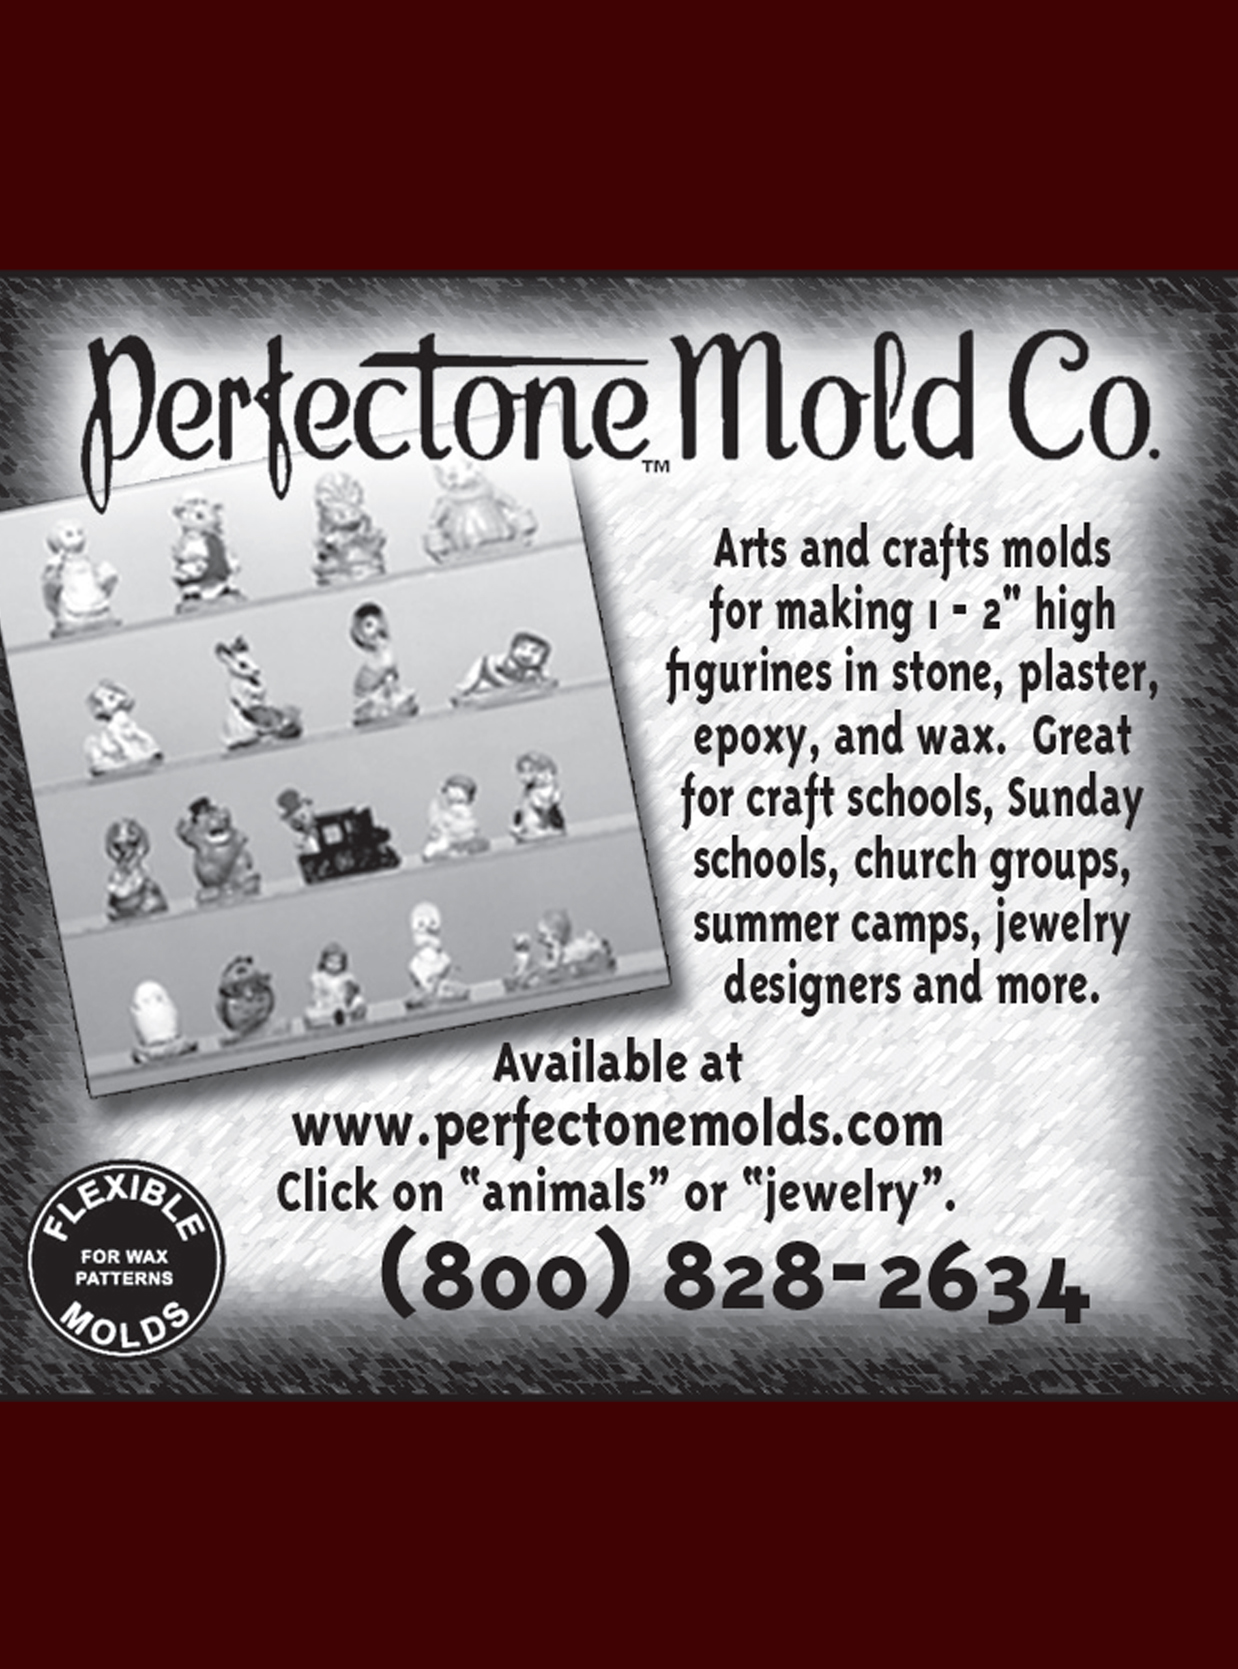 Perfectone™ Mold Co.
Arts and crafts molds
for making 1 - 2" high
figurines in stone, plaster,
epoxy, and wax. Great
for craft schools, Sunday
schools, church groups,
summer camps, jewelry
designers and more.
Available at
www.perfectonemolds.com
Click on “animals” or “jewelry”.
(800) 828-2634
FLEXIBLE
FOR WAX
PATTERNS
MOLDS